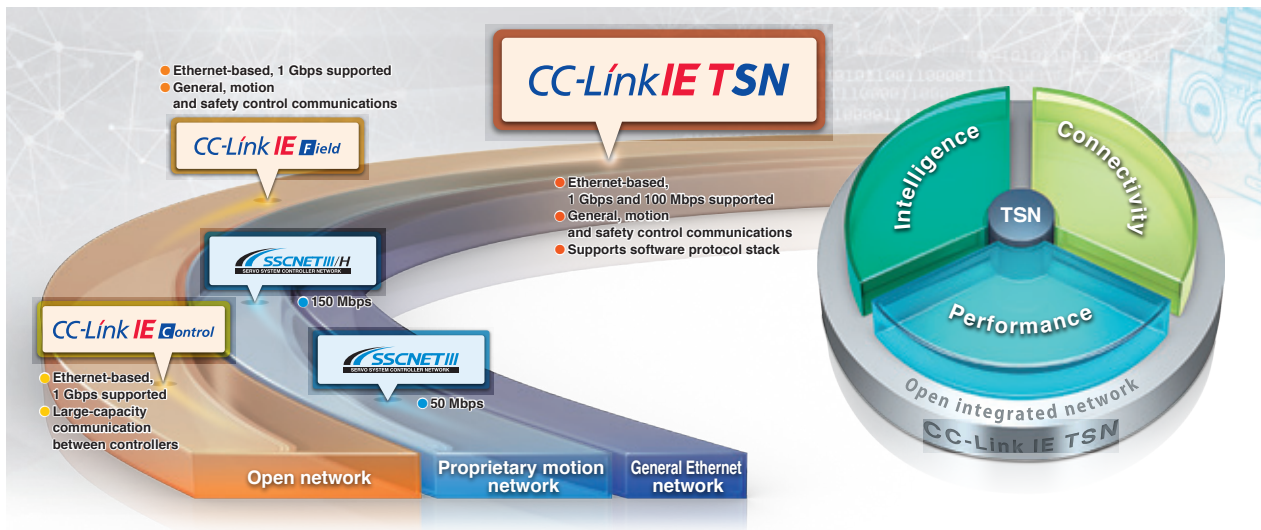 Ethernet-based, 1 Gbps supported
General, motion
and safety control communications
CC-Link IE Field
CC-Link IE TSN
Ethernet-based,
1 Gbps and 100 Mbps supported
General, motion
and safety control communications
Supports software protocol stack
SSCNETIII/H
SERVO SYSTEM CONTROLLER NETWORK
150 Mbps
CC-Link IE Control
Ethernet-based,
1 Gbps supported
Large-capacity
communication
between controllers
SSCNETIII
SERVO SYSTEM CONTROLLER NETWORK
50 Mbps
Open network
Proprietary motion
network
General Ethernet
network
Intelligence
Connectivity
TSN
Performance
Open integrated network
CC-Link IE TSN